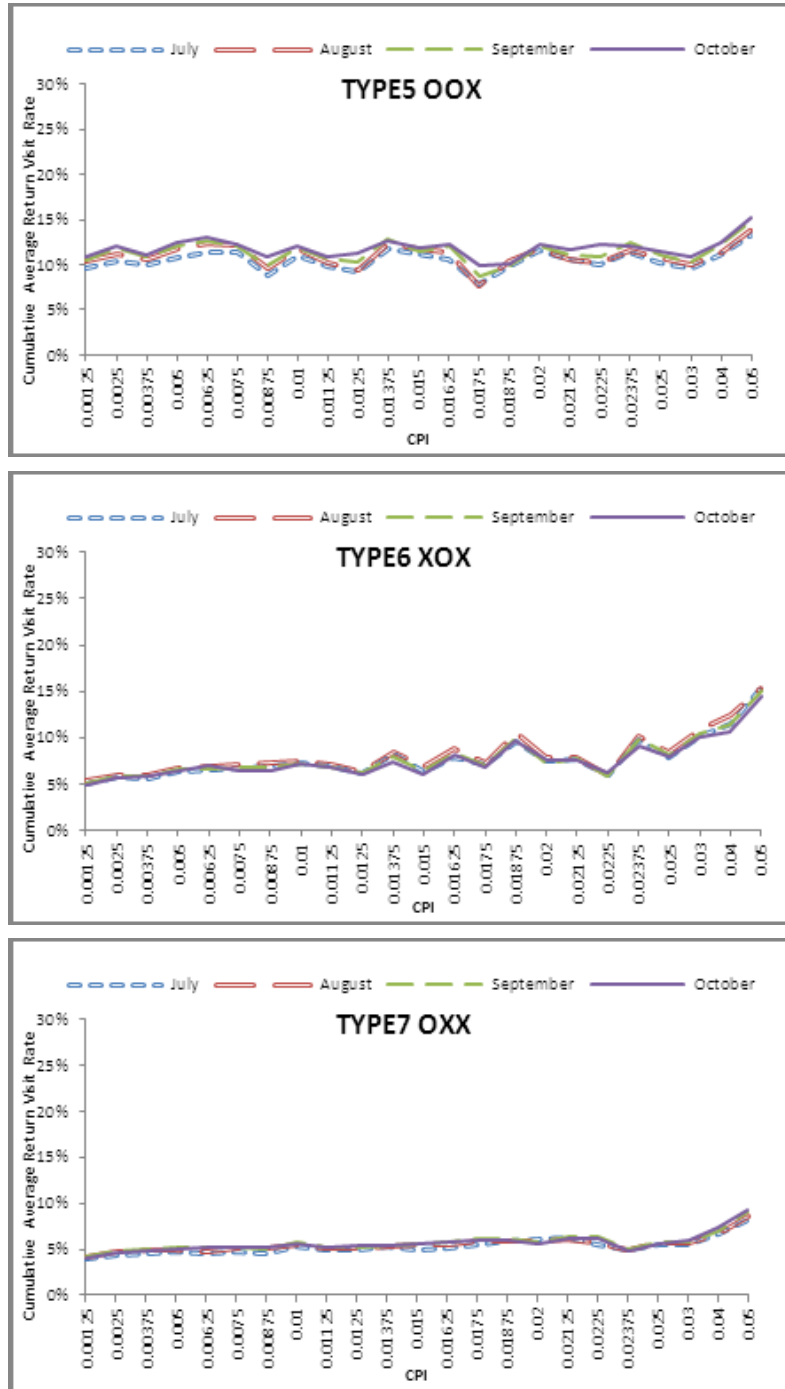 July August September October
TYPE5 OOX
30%
25%
20%
15%
10%
5%
0%
Cumulative Average Return Visit Rate
0.00125 0.0025 0.00375 0.005 0.00625 0.0075 0.00875 0.01 0.01125 0.0125 0.01375 0.015 0.01625 0.0175 0.01875 0.02 0.02125 0.0225 0.02375 0.025 0.03 0.04 0.05
CPI
July August September October
TYPE6 XOX
30%
25%
20%
15%
10%
5%
0%
Cumulative Average Return Visit Rate
0.00125 0.0025 0.00375 0.005 0.00625 0.0075 0.00875 0.01 0.01125 0.0125 0.01375 0.015 0.01625 0.0175 0.01875 0.02 0.02125 0.0225 0.02375 0.025 0.03 0.04 0.05
CPI
July August September October
TYPE7 OXX
30%
25%
20%
15%
10%
5%
0%
Cumulative Average Return Visit Rate
0.00125 0.0025 0.00375 0.005 0.00625 0.0075 0.00875 0.01 0.01125 0.0125 0.01375 0.015 0.01625 0.0175 0.01875 0.02 0.02125 0.0225 0.02375 0.025 0.03 0.04 0.05
CPI